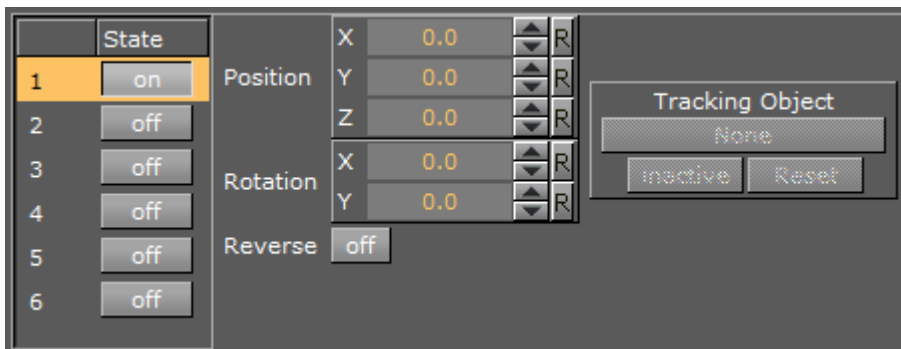 State
1 on
2 off
3 off
4 off
5 off
6 off
Position
X 0.0 R
Y 0.0 R
Z 0.0 R
Rotation
X 0.0 R
Y 0.0 R
Reverse off
Tracking Object
None
inactive Reset